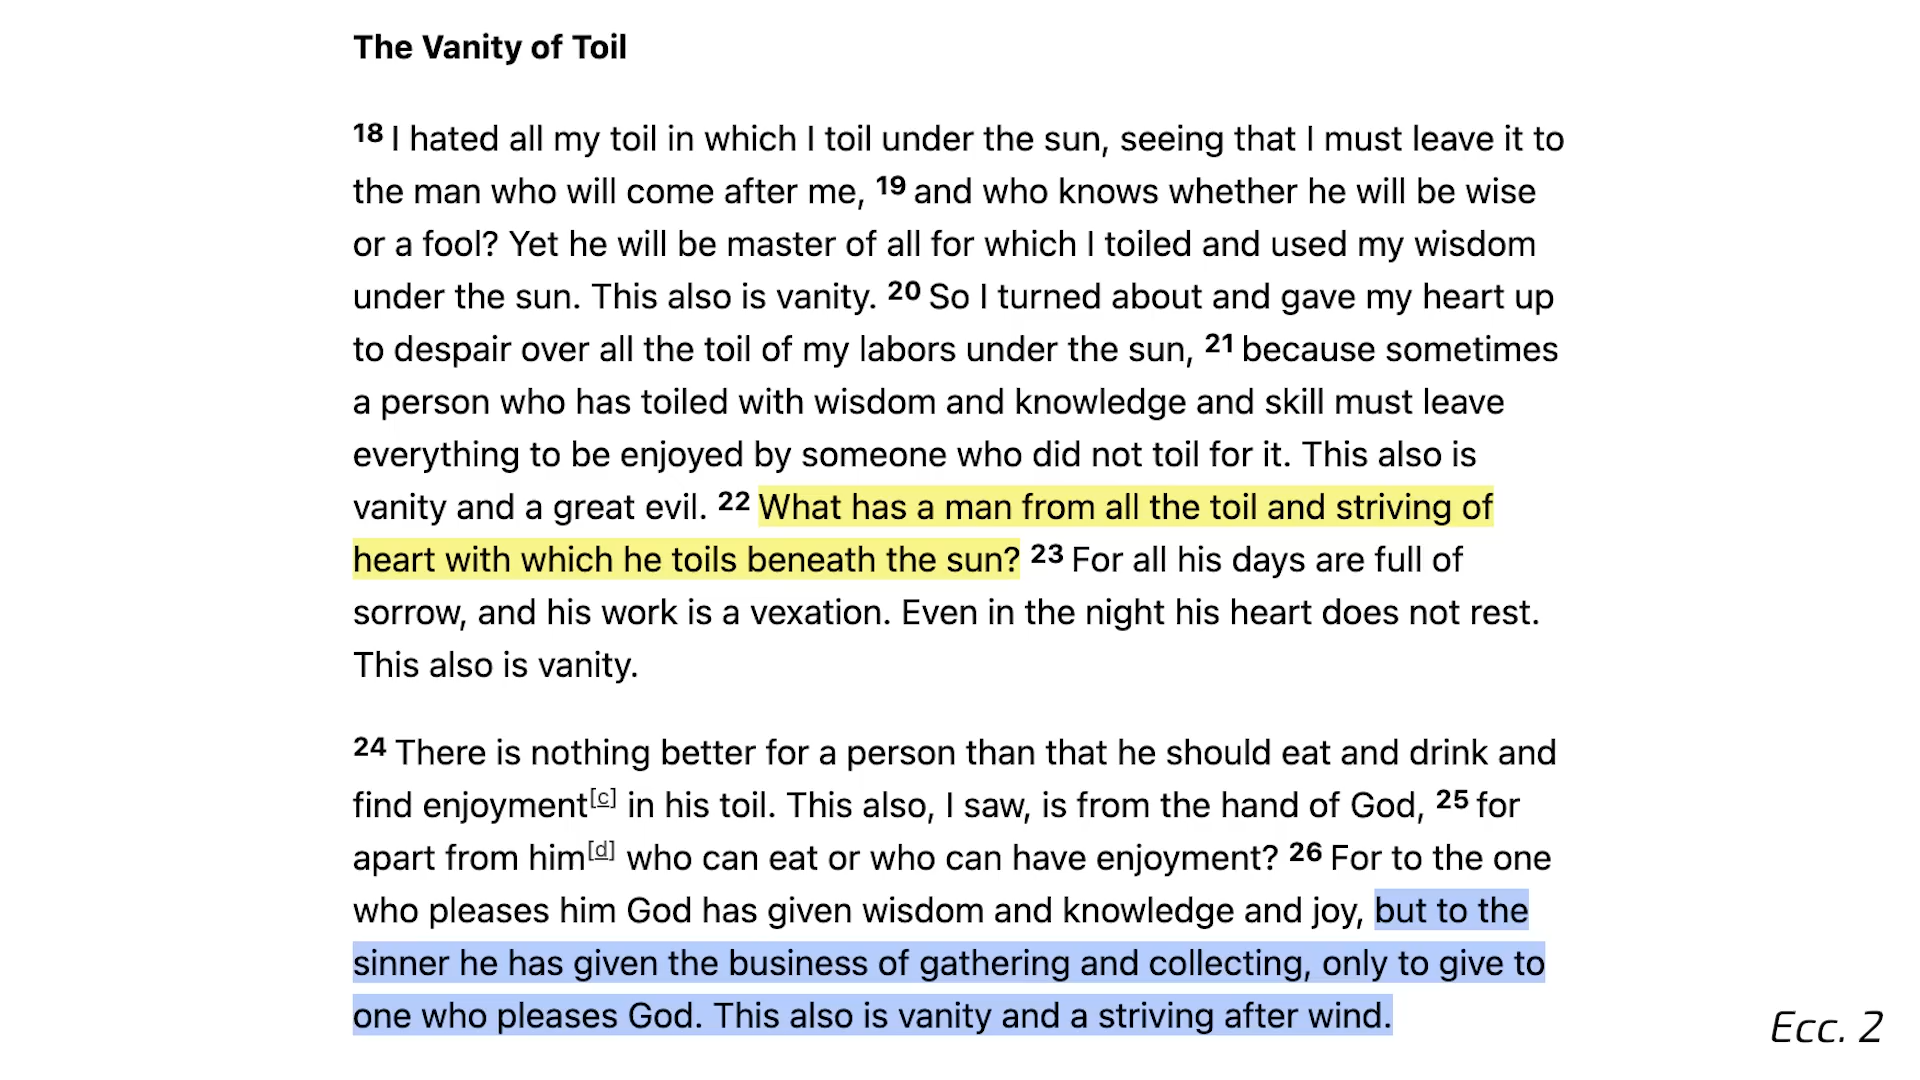 The Vanity of Toil
18 I hated all my toil in which I toil under the sun, seeing that I must leave it to
the man who will come after me, 19 and who knows whether he will be wise
or a fool? Yet he will be master of all for which I toiled and used my wisdom
under the sun. This also is vanity. 20 So I turned about and gave my heart up
to despair over all the toil of my labors under the sun, 21 because sometimes
a person who has toiled with wisdom and knowledge and skill must leave
everything to be enjoyed by someone who did not toil for it. This also is
vanity and a great evil. 22 What has a man from all the toil and striving of
heart with which he toils beneath the sun? 23 For all his days are full of
sorrow, and his work is a vexation. Even in the night his heart does not rest.
This also is vanity.
24 There is nothing better for a person than that he should eat and drink and
find enjoyment[c] in his toil. This also, I saw, is from the hand of God, 25 for
apart from him[d] who can eat or who can have enjoyment? 26 For to the one
who pleases him God has given wisdom and knowledge and joy, but to the
sinner he has given the business of gathering and collecting, only to give to
one who pleases God. This also is vanity and a striving after wind.
Ecc. 2